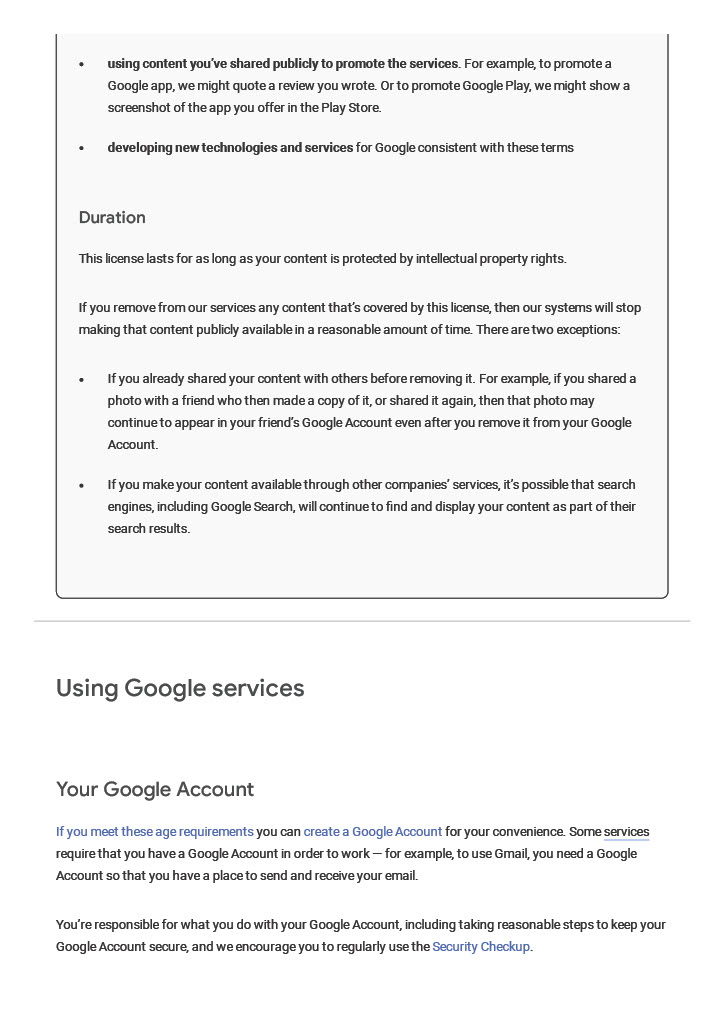 • using content you’ve shared publicly to promote the services. For example, to promote a
Google app, we might quote a review you wrote. Or to promote Google Play, we might show a
screenshot of the app you offer in the Play Store.
• developing new technologies and services for Google consistent with these terms
Duration
This license lasts for as long as your content is protected by intellectual property rights.
If you remove from our services any content that’s covered by this license, then our systems will stop
making that content publicly available in a reasonable amount of time. There are two exceptions:
• If you already shared your content with others before removing it. For example, if you shared a
photo with a friend who then made a copy of it, or shared it again, then that photo may
continue to appear in your friend’s Google Account even after you remove it from your Google
Account.
• If you make your content available through other companies’ services, it’s possible that search
engines, including Google Search, will continue to find and display your content as part of their
search results.
Using Google services
Your Google Account
If you meet these age requirements you can create a Google Account for your convenience. Some services
require that you have a Google Account in order to work — for example, to use Gmail, you need a Google
Account so that you have a place to send and receive your email.
You’re responsible for what you do with your Google Account, including taking reasonable steps to keep your
Google Account secure, and we encourage you to regularly use the Security Checkup.